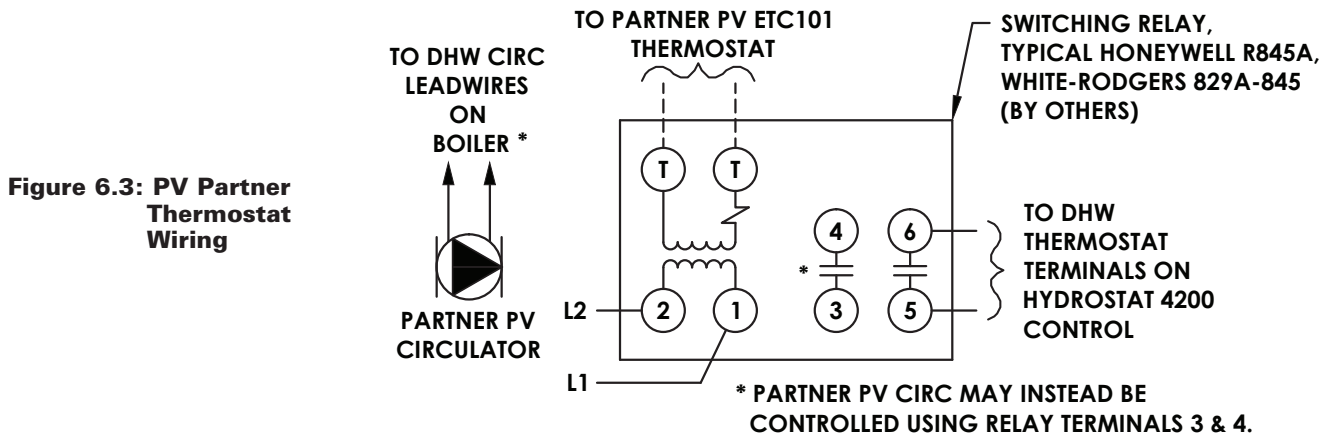 Figure 6.3: PV Partner
Thermostat
Wiring
TO DHW CIRC
LEADWIRES
ON
BOILER *
PARTNER PV
CIRCULATOR
TO PARTNER PV ETC101
THERMOSTAT
SWITCHING RELAY,
TYPICAL HONEYWELL R845A,
WHITE-RODGERS 829A-845
(BY OTHERS)
T T
4 6
*
L2 2 1 3 5
L1
TO DHW
THERMOSTAT
TERMINALS ON
HYDROSTAT 4200
CONTROL
* PARTNER PV CIRC MAY INSTEAD BE
CONTROLLED USING RELAY TERMINALS 3 & 4.